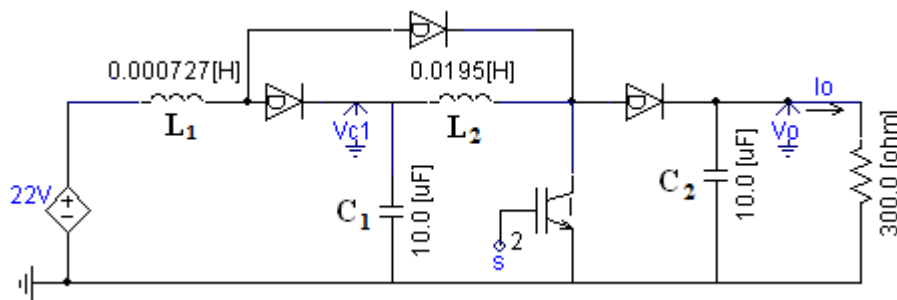 0.000727[H]
0.0195[H]
L1
Vc1
L2
Vo
Io
22V
C1
10.0 [uF]
s
2
C2
10.0 [uF]
300.0 [ohm]
D
D
D